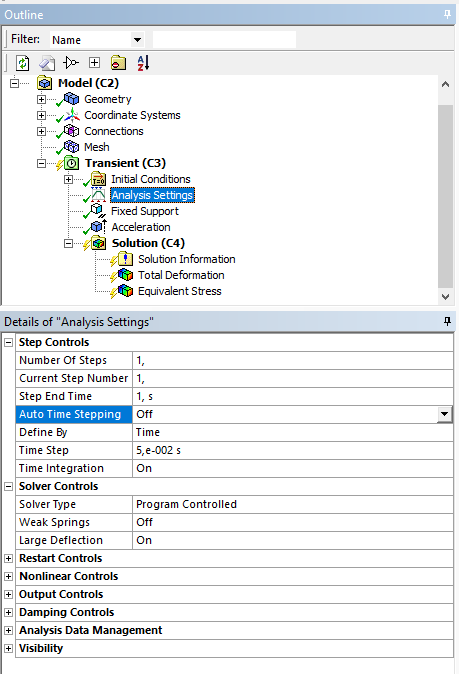 Outline
Filter: Name
Model (C2)
Geometry
Coordinate Systems
Connections
Mesh
Transient (C3)
Initial Conditions
Analysis Settings
Fixed Support
Acceleration
Solution (C4)
Solution Information
Total Deformation
Equivalent Stress
Details of "Analysis Settings"
Step Controls
Number Of Steps 1,
Current Step Number 1,
Step End Time 1, s
Auto Time Stepping Off
Define By Time
Time Step 5,e-002 s
Time Integration On
Solver Controls
Solver Type Program Controlled
Weak Springs Off
Large Deflection On
Restart Controls
Nonlinear Controls
Output Controls
Damping Controls
Analysis Data Management
Visibility